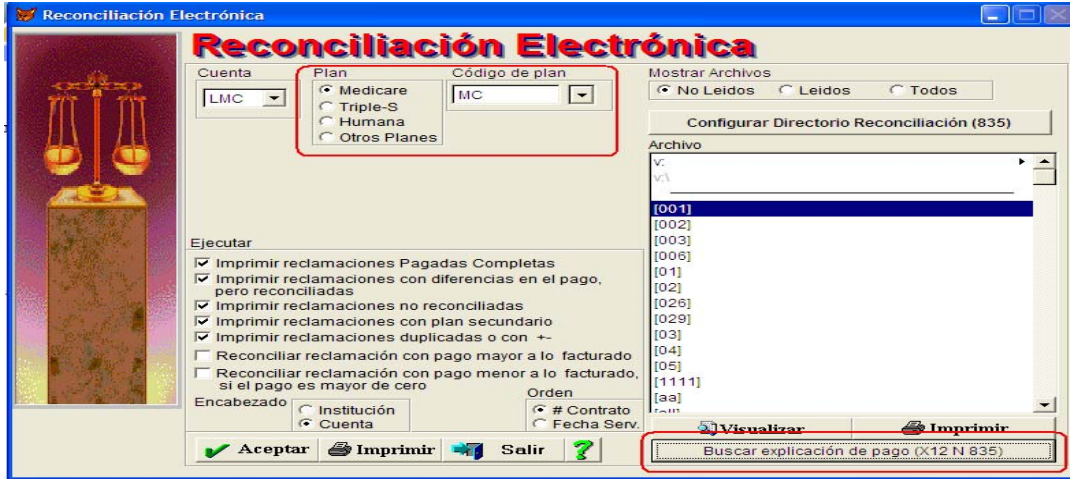 Reconciliación Electrónica
Reconciliación Electrónica
Cuenta
LMC
Plan
Medicare
Triple-S
Humana
Otros Planes
Código de plan
MC
Mostrar Archivos
No Leidos
Leidos
Todos
Configurar Directorio Reconciliación (835)
Archivo
v:
v:\
[001]
[002]
[003]
[006]
[01]
[02]
[026]
[029]
[03]
[04]
[05]
[1111]
[aa]
Ejecutar
Imprimir reclamaciones Pagadas Completas
Imprimir reclamaciones con diferencias en el pago,
pero reconciliadas
Imprimir reclamaciones no reconciliadas
Imprimir reclamaciones con plan secundario
Imprimir reclamaciones duplicadas o con +-
Reconciliar reclamación con pago mayor a lo facturado
Reconciliar reclamación con pago menor a lo facturado,
si el pago es mayor de cero
Encabezado
Institución
Cuenta
Orden
# Contrato
Fecha Serv.
Visualizar
Imprimir
Aceptar
Imprimir
Salir
?
Buscar explicación de pago (X12 N 835)